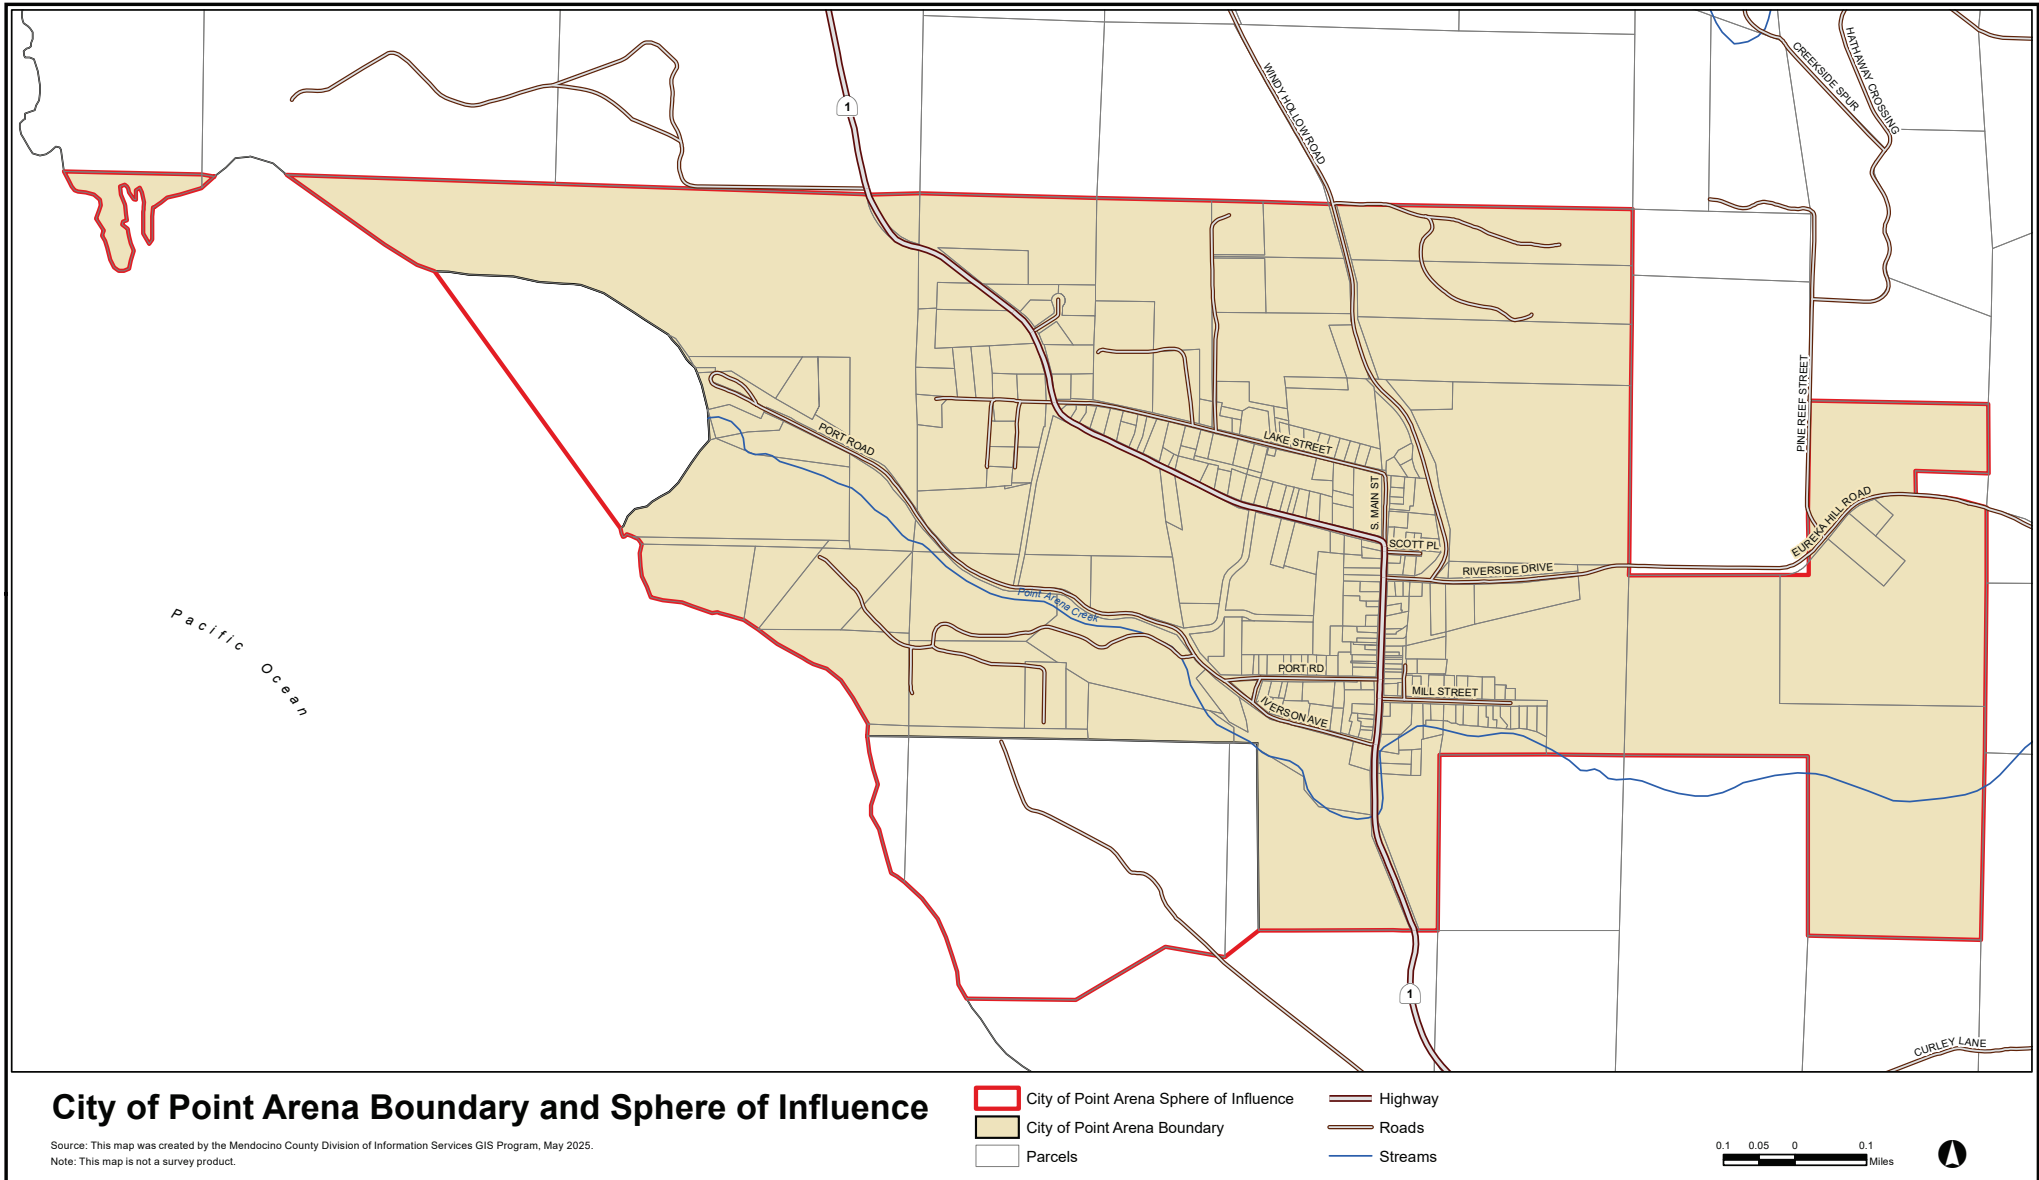 CREEKSIDE SPUR
HATHAWAY CROSSING
WINDY HOLLOW ROAD
1
PINE REEF STREET
PORT ROAD
LAKE STREET
S. MAIN ST
EUREKA HILL ROAD
SCOTT PL
RIVERSIDE DRIVE
Point Arena Creek
Pacific Ocean
PORT RD
MILL STREET
IVERSON AVE
1
CURLEY LANE
City of Point Arena Boundary and Sphere of Influence
Source: This map was created by the Mendocino County Division of Information Services GIS Program, May 2025.
Note: This map is not a survey product.
City of Point Arena Sphere of Influence
City of Point Arena Boundary
Parcels
Highway
Roads
Streams
0.1 0.05 0 0.1
Miles